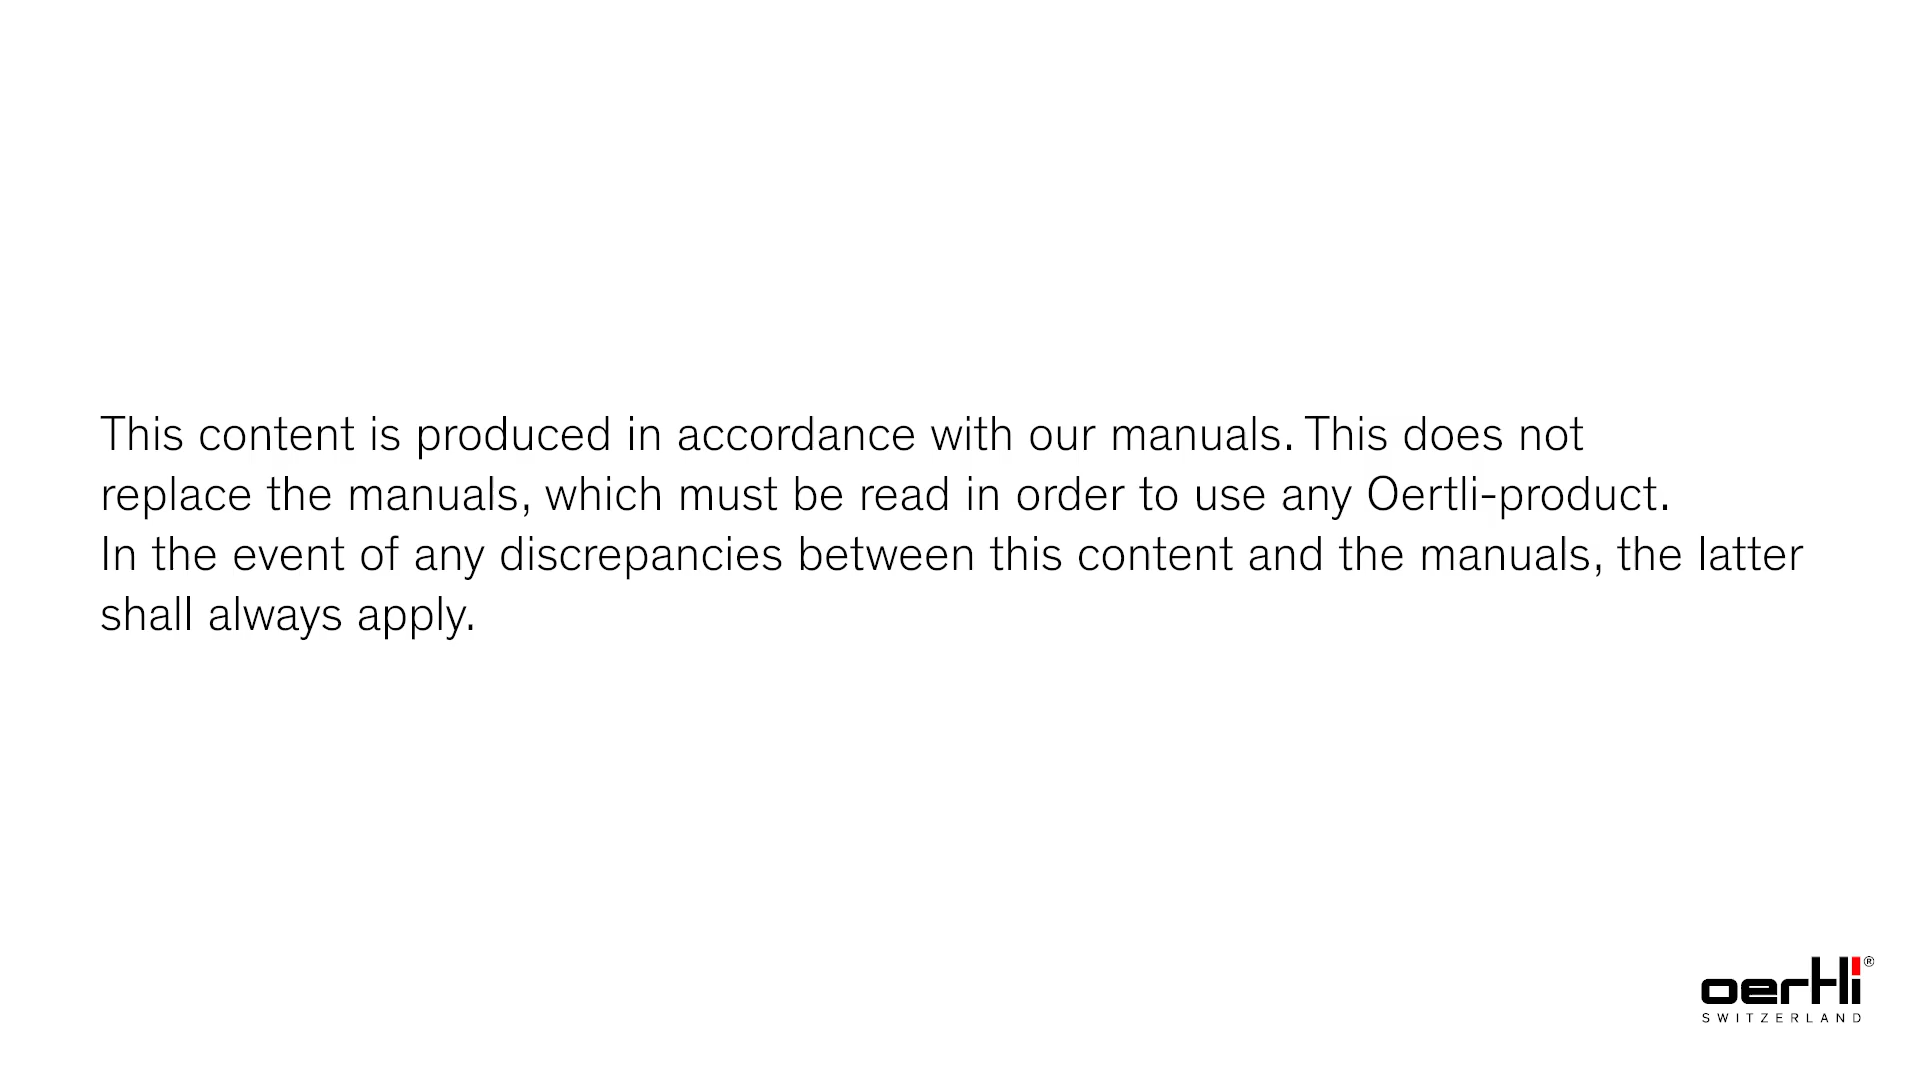 This content is produced in accordance with our manuals. This does not
replace the manuals, which must be read in order to use any Oertli-product.
In the event of any discrepancies between this content and the manuals, the latter
shall always apply.
oertli®
SWITZERLAND